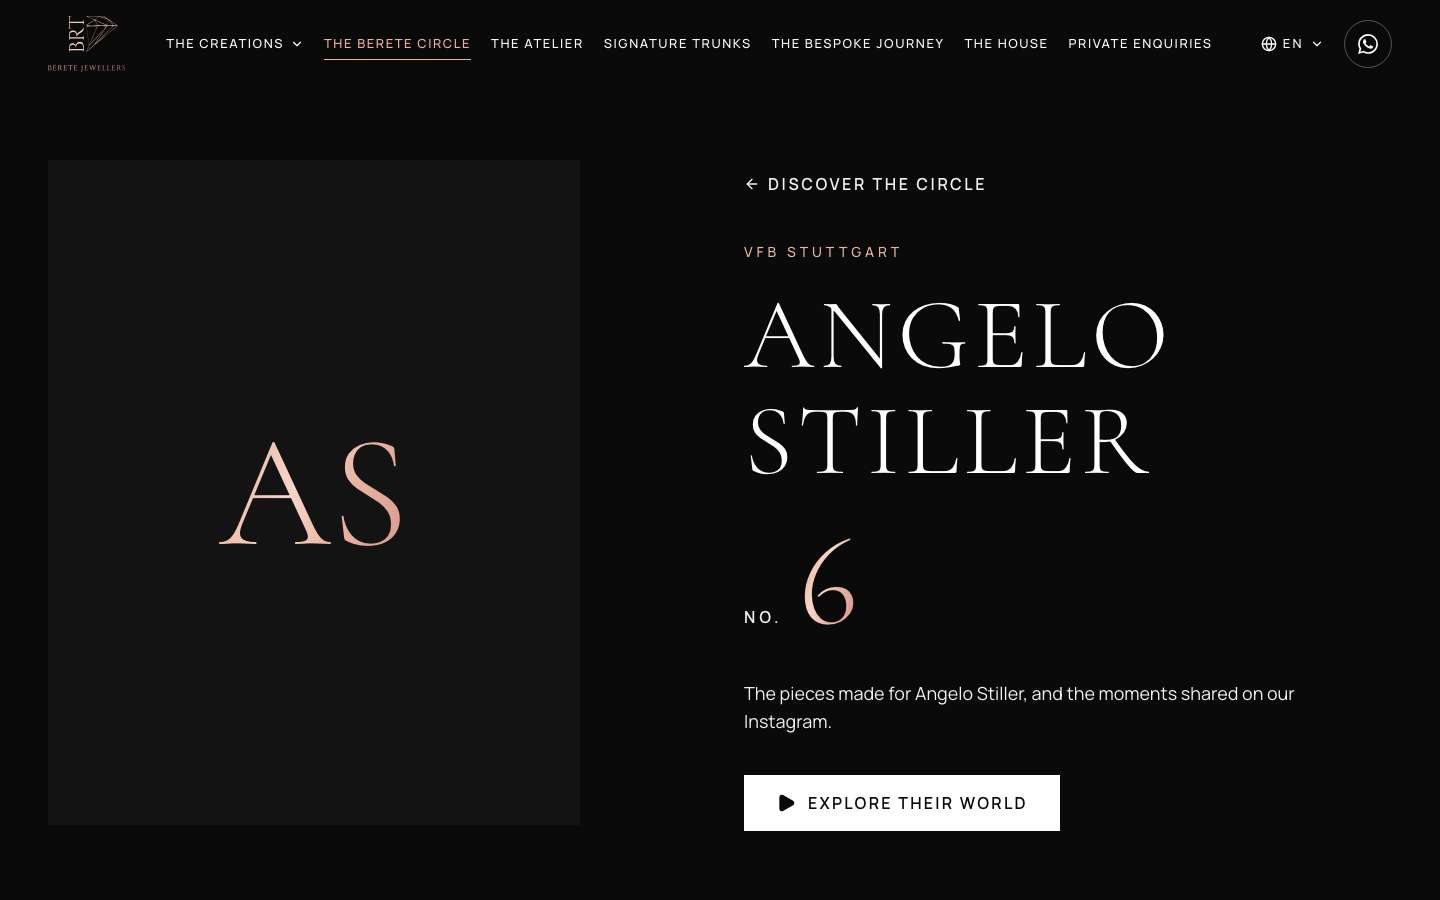 BRT
BERETE JEWELLERS
THE CREATIONS
THE BERETE CIRCLE
THE ATELIER
SIGNATURE TRUNKS
THE BESPOKE JOURNEY
THE HOUSE
PRIVATE ENQUIRIES
EN
DISCOVER THE CIRCLE
VFB STUTTGART
ANGELO
STILLER
AS
NO. 6
The pieces made for Angelo Stiller, and the moments shared on our
Instagram.
EXPLORE THEIR WORLD